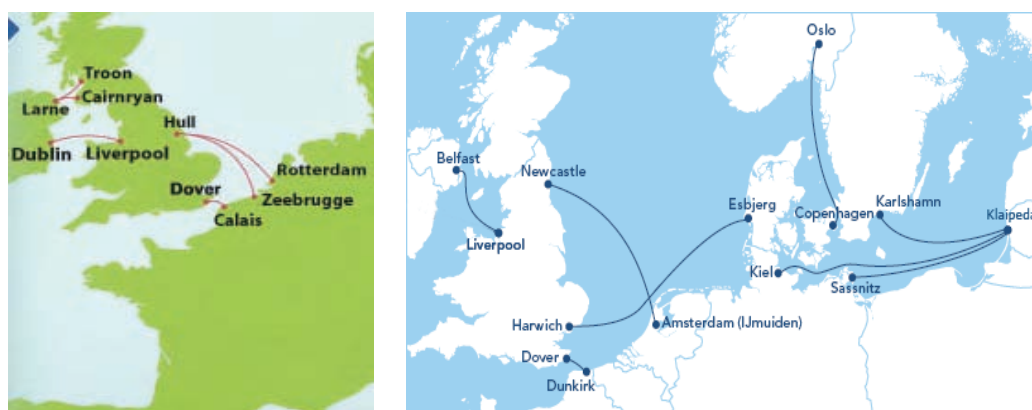 Troon
Cairnryan
Larne
Hull
Dublin
Liverpool
Rotterdam
Dover
Zeebrugge
Calais
Oslo
Belfast
Newcastle
Esbjerg
Copenhagen
Karlshamn
Klaipeda
Liverpool
Kiel
Sassnitz
Harwich
Amsterdam (IJmuiden)
Dover
Dunkirk